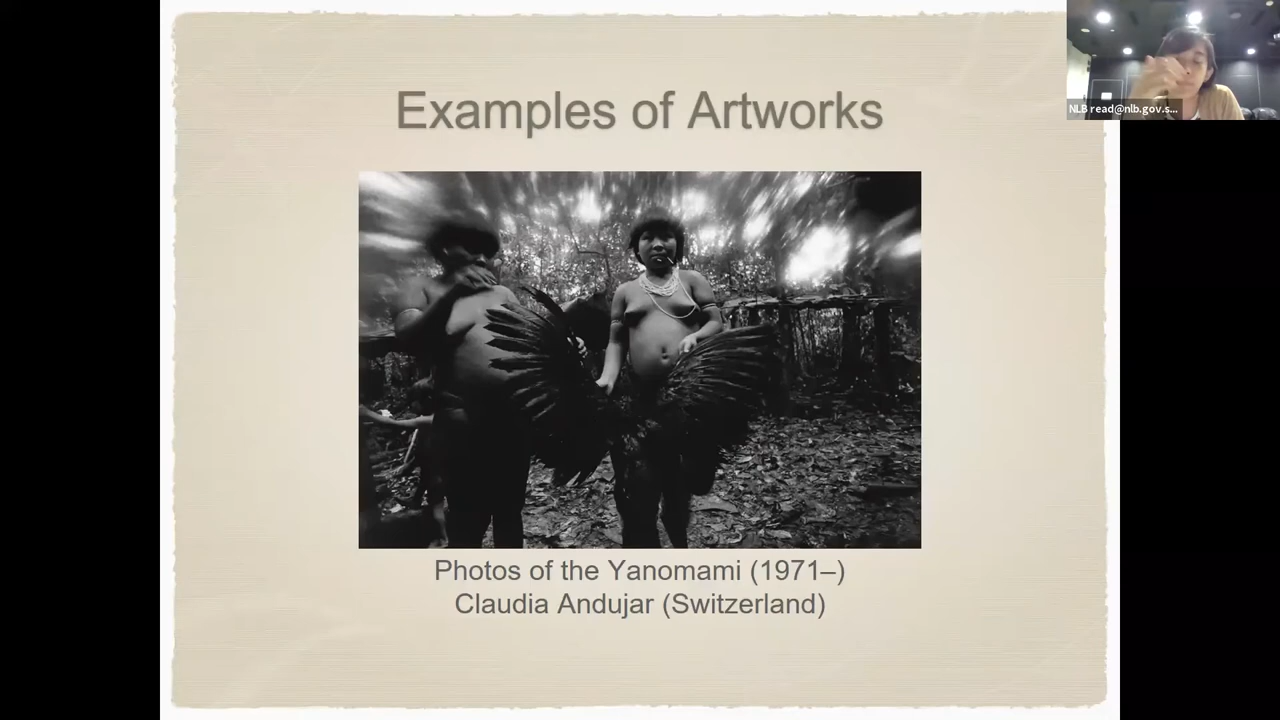 Examples of Artworks
NLB read@nlb.gov.s...
Photos of the Yanomami (1971–)
Claudia Andujar (Switzerland)